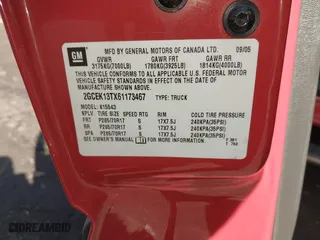 GM
MFD BY GENERAL MOTORS OF CANADA LTD. 09/05
GVWR GAWR FRT GAWR RR
3175KG(7000LB) 1780KG(3925LB) 1814KG(4000LB)
THIS VEHICLE CONFORMS TO ALL APPLICABLE U.S. FEDERAL MOTOR
VEHICLE SAFETY STANDARDS
IN EFFECT ON THE DATE OF
MANUFACTURE SHOWN ABOVE.
2GCEK13TX61173467 TYPE: TRUCK
TIRE SIZE SPEED RTG RIM COLD TIRE PRESSURE
FRT P265/70R17 S 17X7.5J 240KPA(35PSI)
RR P265/70R17 S 17X7.5J 240KPA(35PSI)
SPA P265/70R17 S 17X7.5J 240KPA(35PSI)
SEE OWNER'S MANUAL FOR MORE INFORMATION.
© IDREAMBID